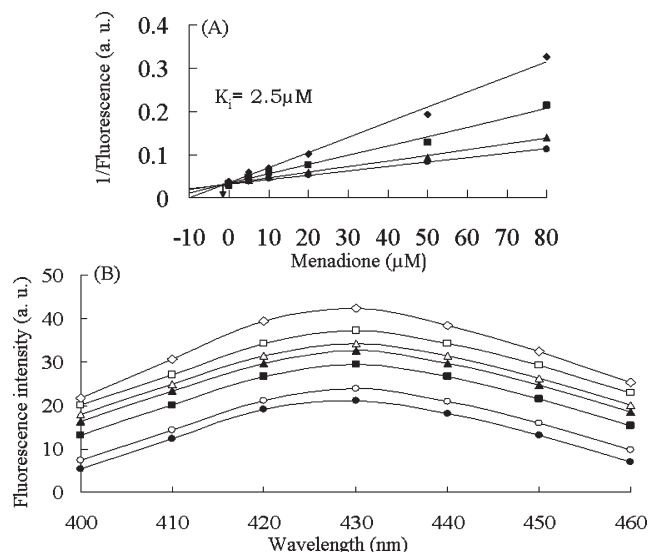 (A)
1/Fluorescence (a. u.)
0.4
0.3
0.2
0.1
0
Kᵢ= 2.5µM
-10 0 10 20 30 40 50 60 70 80
Menadione (µM)
(B)
Fluorescence intensity (a. u.)
50
40
30
20
10
0
400 410 420 430 440 450 460
Wavelength (nm)